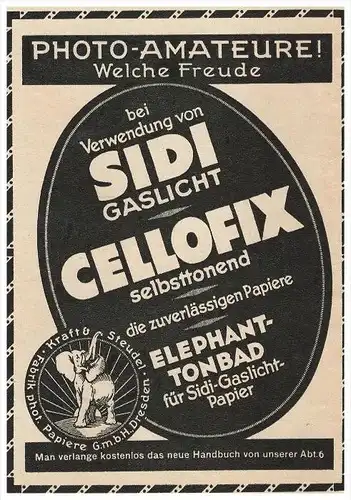 PHOTO-AMATEURE!
Welche Freude
bei
Verwendung von
SIDI
GASLICHT
CELLOFIX
selbsttonend
die zuverlässigen Papiere
ELEPHANT-
TONBAD
für Sidi-Gaslicht-
Papier
Kraft & Steudel
Fabrik phot. Papiere G.m.b.H. Dresden
Man verlange kostenlos das neue Handbuch von unserer Abt. 6